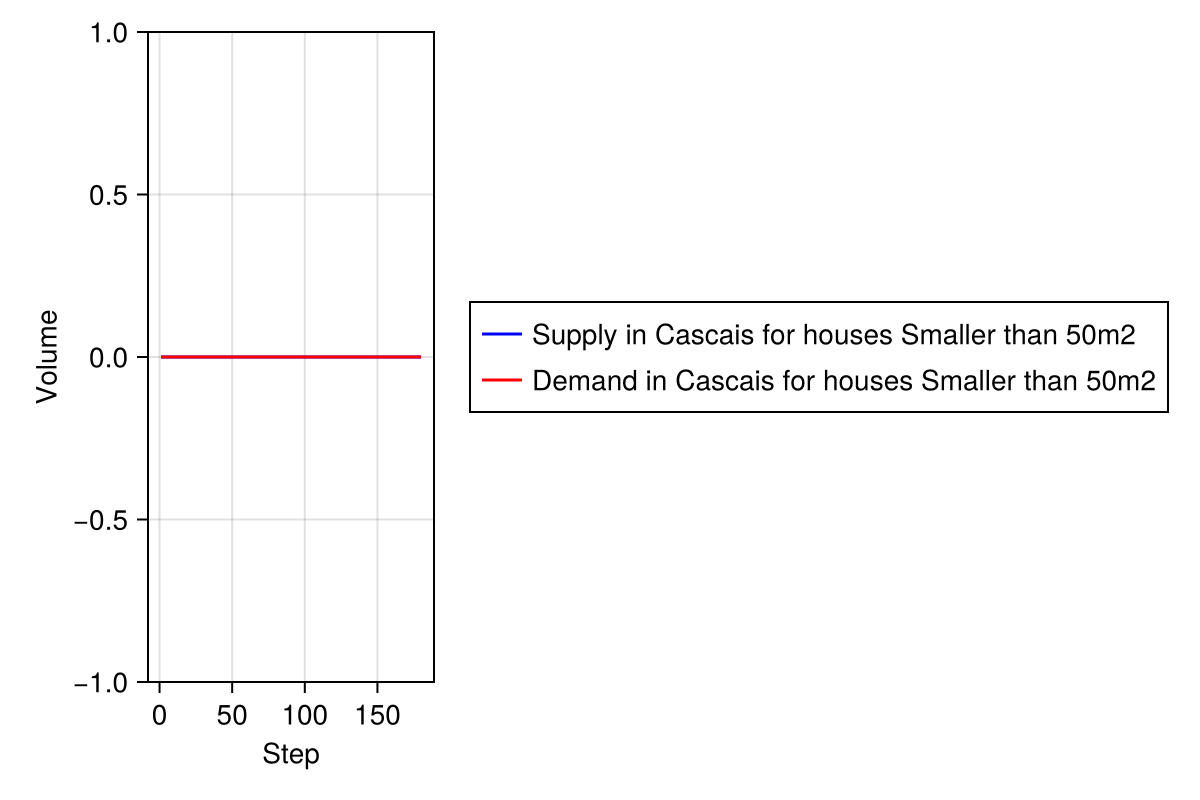 1.0
0.5
0.0
−0.5
−1.0
Volume
0 50 100 150
Step
Supply in Cascais for houses Smaller than 50m2
Demand in Cascais for houses Smaller than 50m2